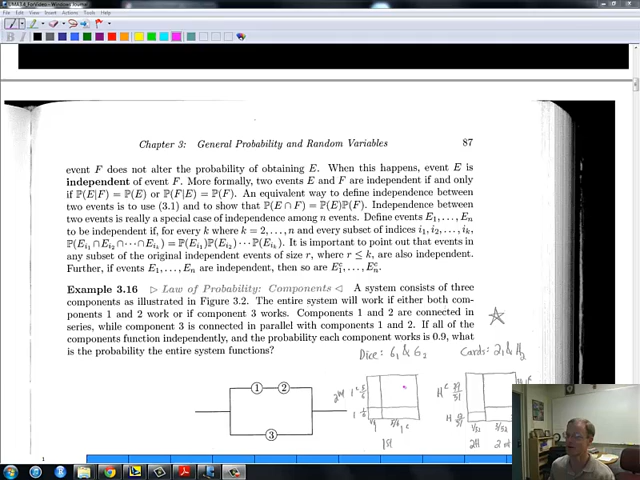 UMA14_ForVideo - Windows Journal
File Edit View Insert Actions Tools Help
Chapter 3: General Probability and Random Variables 87
event F does not alter the probability of obtaining E. When this happens, event E is
independent of event F. More formally, two events E and F are independent if and only
if ℙ(E|F) = ℙ(E) or ℙ(F|E) = ℙ(F). An equivalent way to define independence between
two events is to use (3.1) and to show that ℙ(E ∩ F) = ℙ(E)ℙ(F). Independence between
two events is really a special case of independence among n events. Define events E₁, . . . , Eₙ
to be independent if, for every k where k = 2, . . . , n and every subset of indices i₁, i₂, . . . , iₖ,
ℙ(Eᵢ₁ ∩ Eᵢ₂ ∩ · · · ∩ Eᵢₖ) = ℙ(Eᵢ₁)ℙ(Eᵢ₂) · · · ℙ(Eᵢₖ). It is important to point out that events in
any subset of the original independent events of size r, where r ≤ k, are also independent.
Further, if events E₁, . . . , Eₙ are independent, then so are E₁ᶜ, . . . , Eₙᶜ.
Example 3.16 ▷ Law of Probability: Components ◁ A system consists of three
components as illustrated in Figure 3.2. The entire system will work if either both com-
ponents 1 and 2 work or if component 3 works. Components 1 and 2 are connected in
series, while component 3 is connected in parallel with components 1 and 2. If all of the
components function independently, and the probability each component works is 0.9, what
is the probability the entire system functions?
Dice: 6₁ & 6₂ Cards: 2₁ &
1 2
3
1st